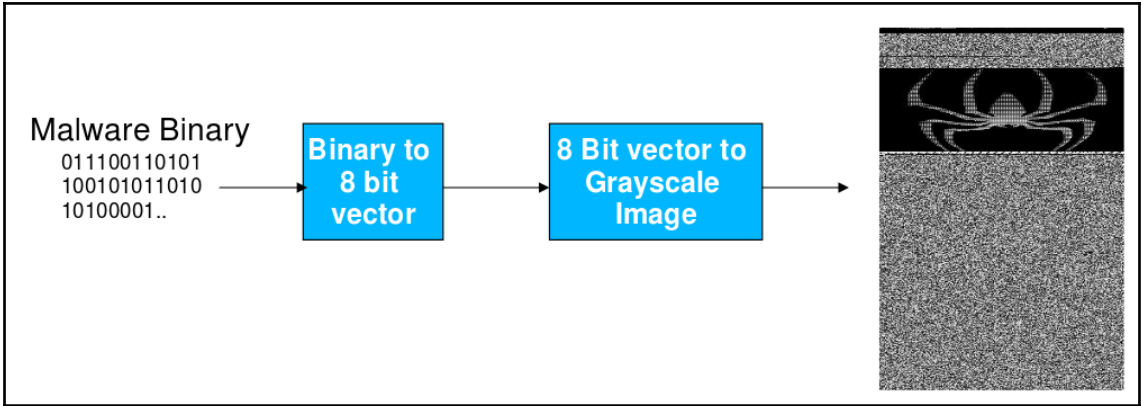 Malware Binary
011100110101
100101011010
10100001..
Binary to
8 bit
vector
8 Bit vector to
Grayscale
Image